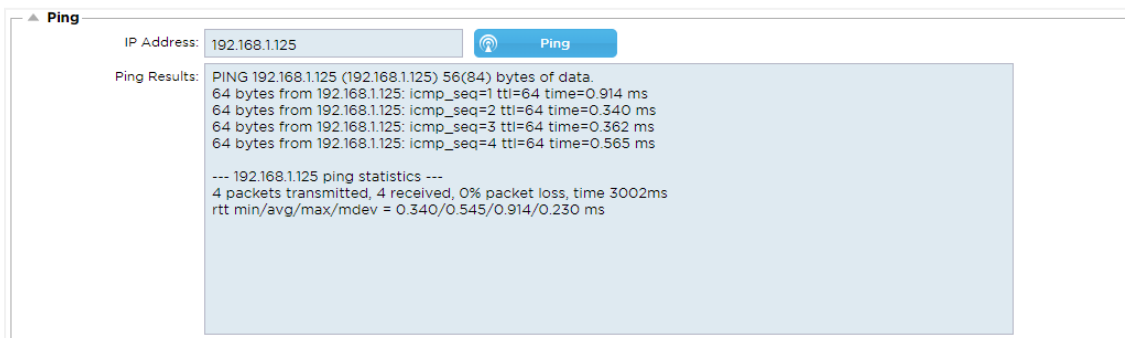 Ping
IP Address: 192.168.1.125 Ping
Ping Results: PING 192.168.1.125 (192.168.1.125) 56(84) bytes of data.
64 bytes from 192.168.1.125: icmp_seq=1 ttl=64 time=0.914 ms
64 bytes from 192.168.1.125: icmp_seq=2 ttl=64 time=0.340 ms
64 bytes from 192.168.1.125: icmp_seq=3 ttl=64 time=0.362 ms
64 bytes from 192.168.1.125: icmp_seq=4 ttl=64 time=0.565 ms
--- 192.168.1.125 ping statistics ---
4 packets transmitted, 4 received, 0% packet loss, time 3002ms
rtt min/avg/max/mdev = 0.340/0.545/0.914/0.230 ms